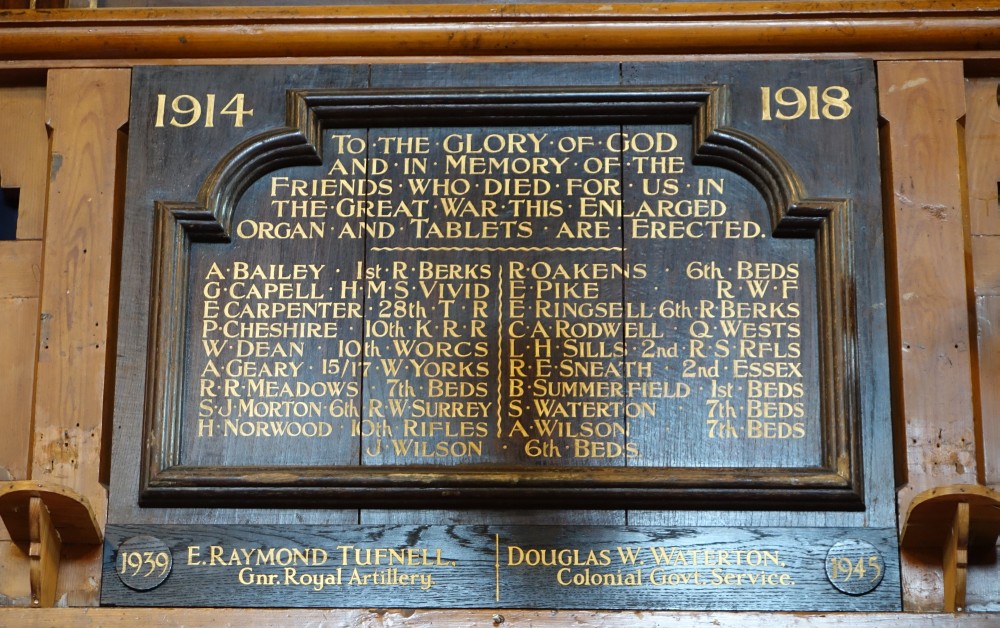 1914
1918
TO·THE·GLORY·OF·GOD
AND·IN·MEMORY·OF·THE
FRIENDS·WHO·DIED·FOR·US·IN
THE·GREAT·WAR·THIS·ENLARGED
ORGAN·AND·TABLETS·ARE·ERECTED.
A·BAILEY · 1st·R·BERKS
G·CAPELL·H·M·S·VIVID
E·CARPENTER·28th·T·R
P·CHESHIRE · 10th·K·R·R
W·DEAN · 10th·WORCS
A·GEARY · 15/17·W·YORKS
R·R·MEADOWS · 7th·BEDS
S·J·MORTON·6th·R·W·SURREY
H·NORWOOD · 10th·RIFLES
R·OAKENS · 6th·BEDS
E·PIKE · R·W·F
E·RINGSELL·6th·R·BERKS
C·A·RODWELL · Q·WESTS
L·H·SILLS·2nd·R·S·RFLS
R·E·SNEATH · 2nd·ESSEX
B·SUMMERFIELD·1st·BEDS
S·WATERTON · 7th·BEDS
A·WILSON · 7th·BEDS
J·WILSON · 6th·BEDS
1939
E. RAYMOND TUFNELL,
Gnr. Royal Artillery.
DOUGLAS W. WATERTON,
Colonial Govt. Service.
1945